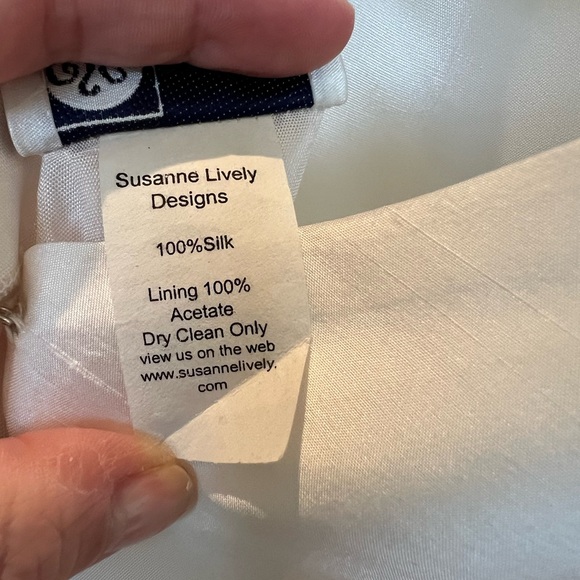 Susanne Lively
Designs
100%Silk
Lining 100%
Acetate
Dry Clean Only
view us on the web
www.susannelively.
com